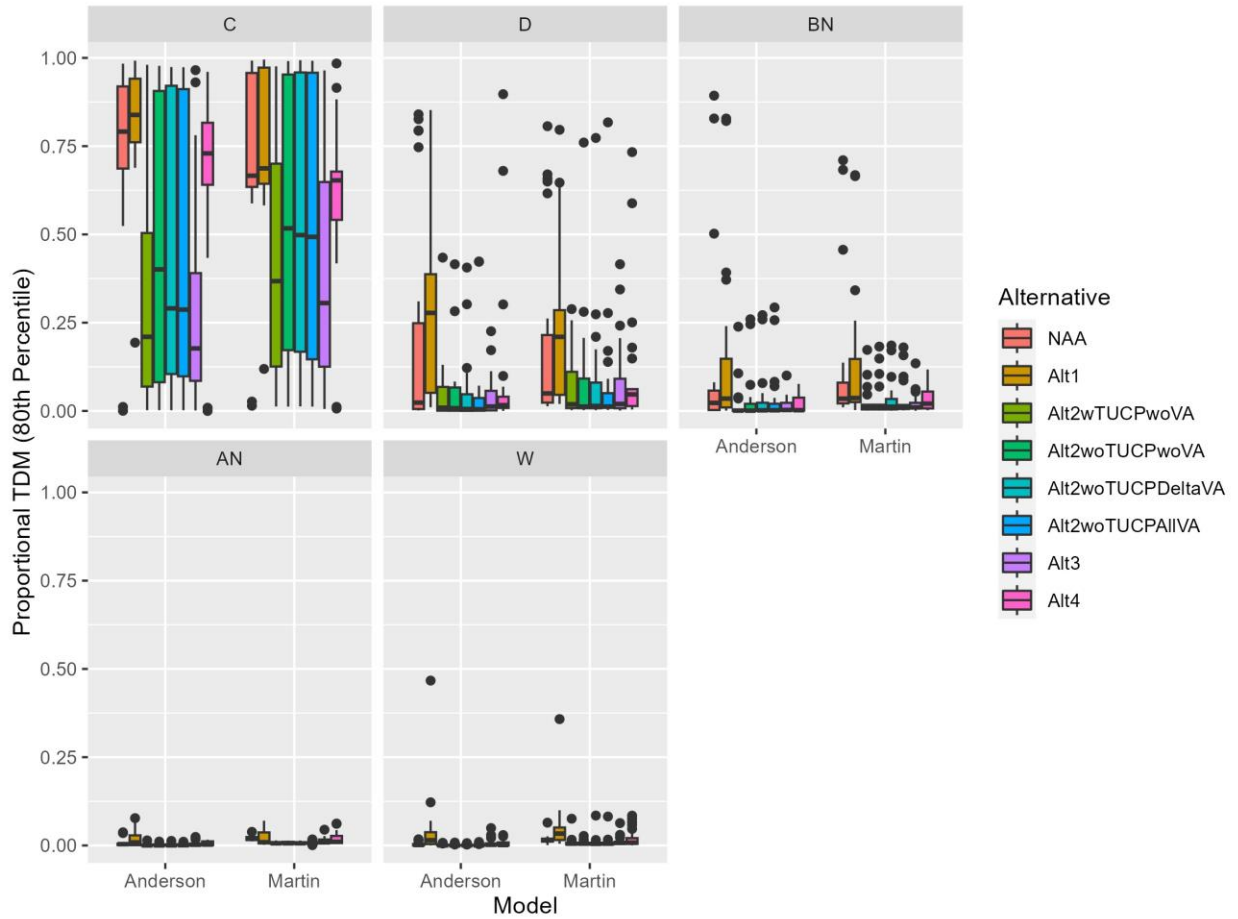 C
D
BN
1.00
0.75
0.50
0.25
0.00
Anderson
Martin
AN
W
1.00
0.75
0.50
0.25
0.00
Anderson
Martin
Anderson
Martin
Model
Proportional TDM (80th Percentile)
Alternative
NAA
Alt1
Alt2wTUCPwoVA
Alt2woTUCPwoVA
Alt2woTUCPDeltaVA
Alt2woTUCPAllVA
Alt3
Alt4